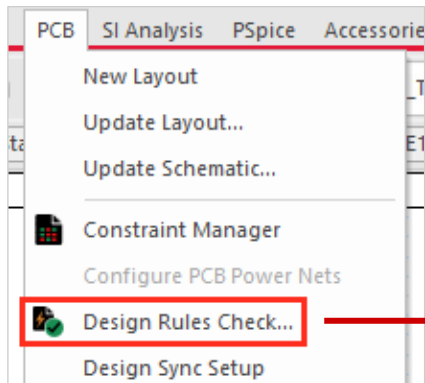 PCB SI Analysis PSpice Accessorie
New Layout
Update Layout...
Update Schematic...
Constraint Manager
Configure PCB Power Nets
Design Rules Check...
Design Sync Setup